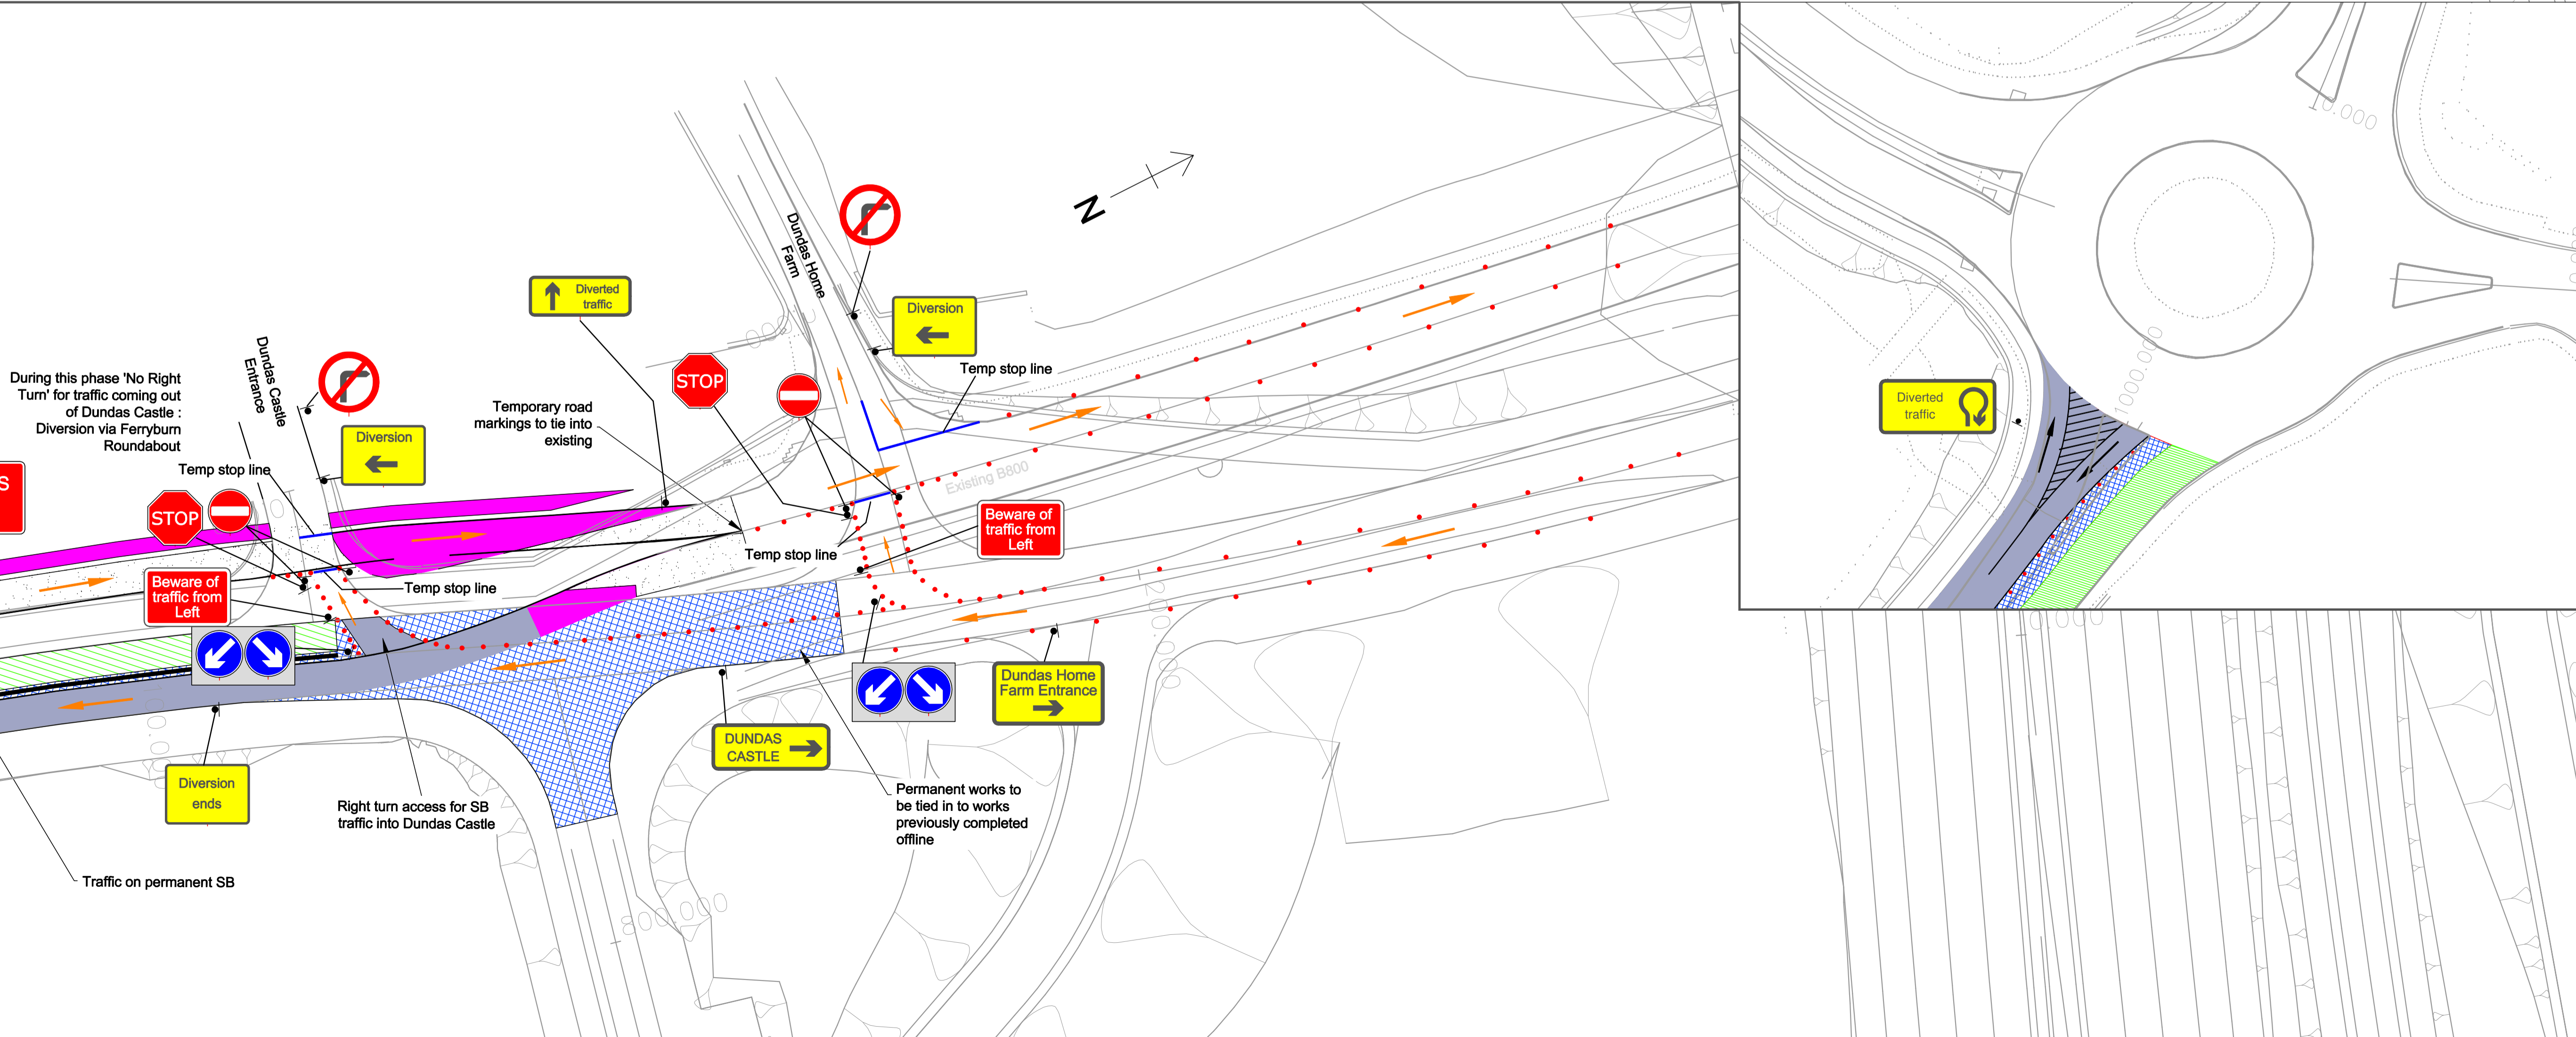 During this phase 'No Right
Turn' for traffic coming out
of Dundas Castle :
Diversion via Ferryburn
Roundabout
Dundas Castle
Entrance
Diversion
Temp stop line
STOP
S
Beware of
traffic from
Left
Temp stop line
Diversion
ends
Traffic on permanent SB
Right turn access for SB
traffic into Dundas Castle
Diverted
traffic
Temporary road
markings to tie into
existing
STOP
Dundas Home
Farm
Diversion
Temp stop line
N
Existing B800
Temp stop line
Beware of
traffic from
Left
DUNDAS
CASTLE
Dundas Home
Farm Entrance
Permanent works to
be tied in to works
previously completed
offline
Diverted
traffic